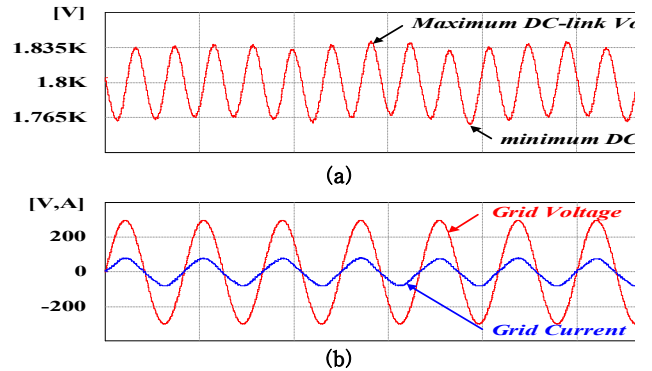 [V]
Maximum DC-link Vo
1.835K
1.8K
1.765K
minimum DC
(a)
[V,A]
Grid Voltage
200
0
-200
Grid Current
(b)